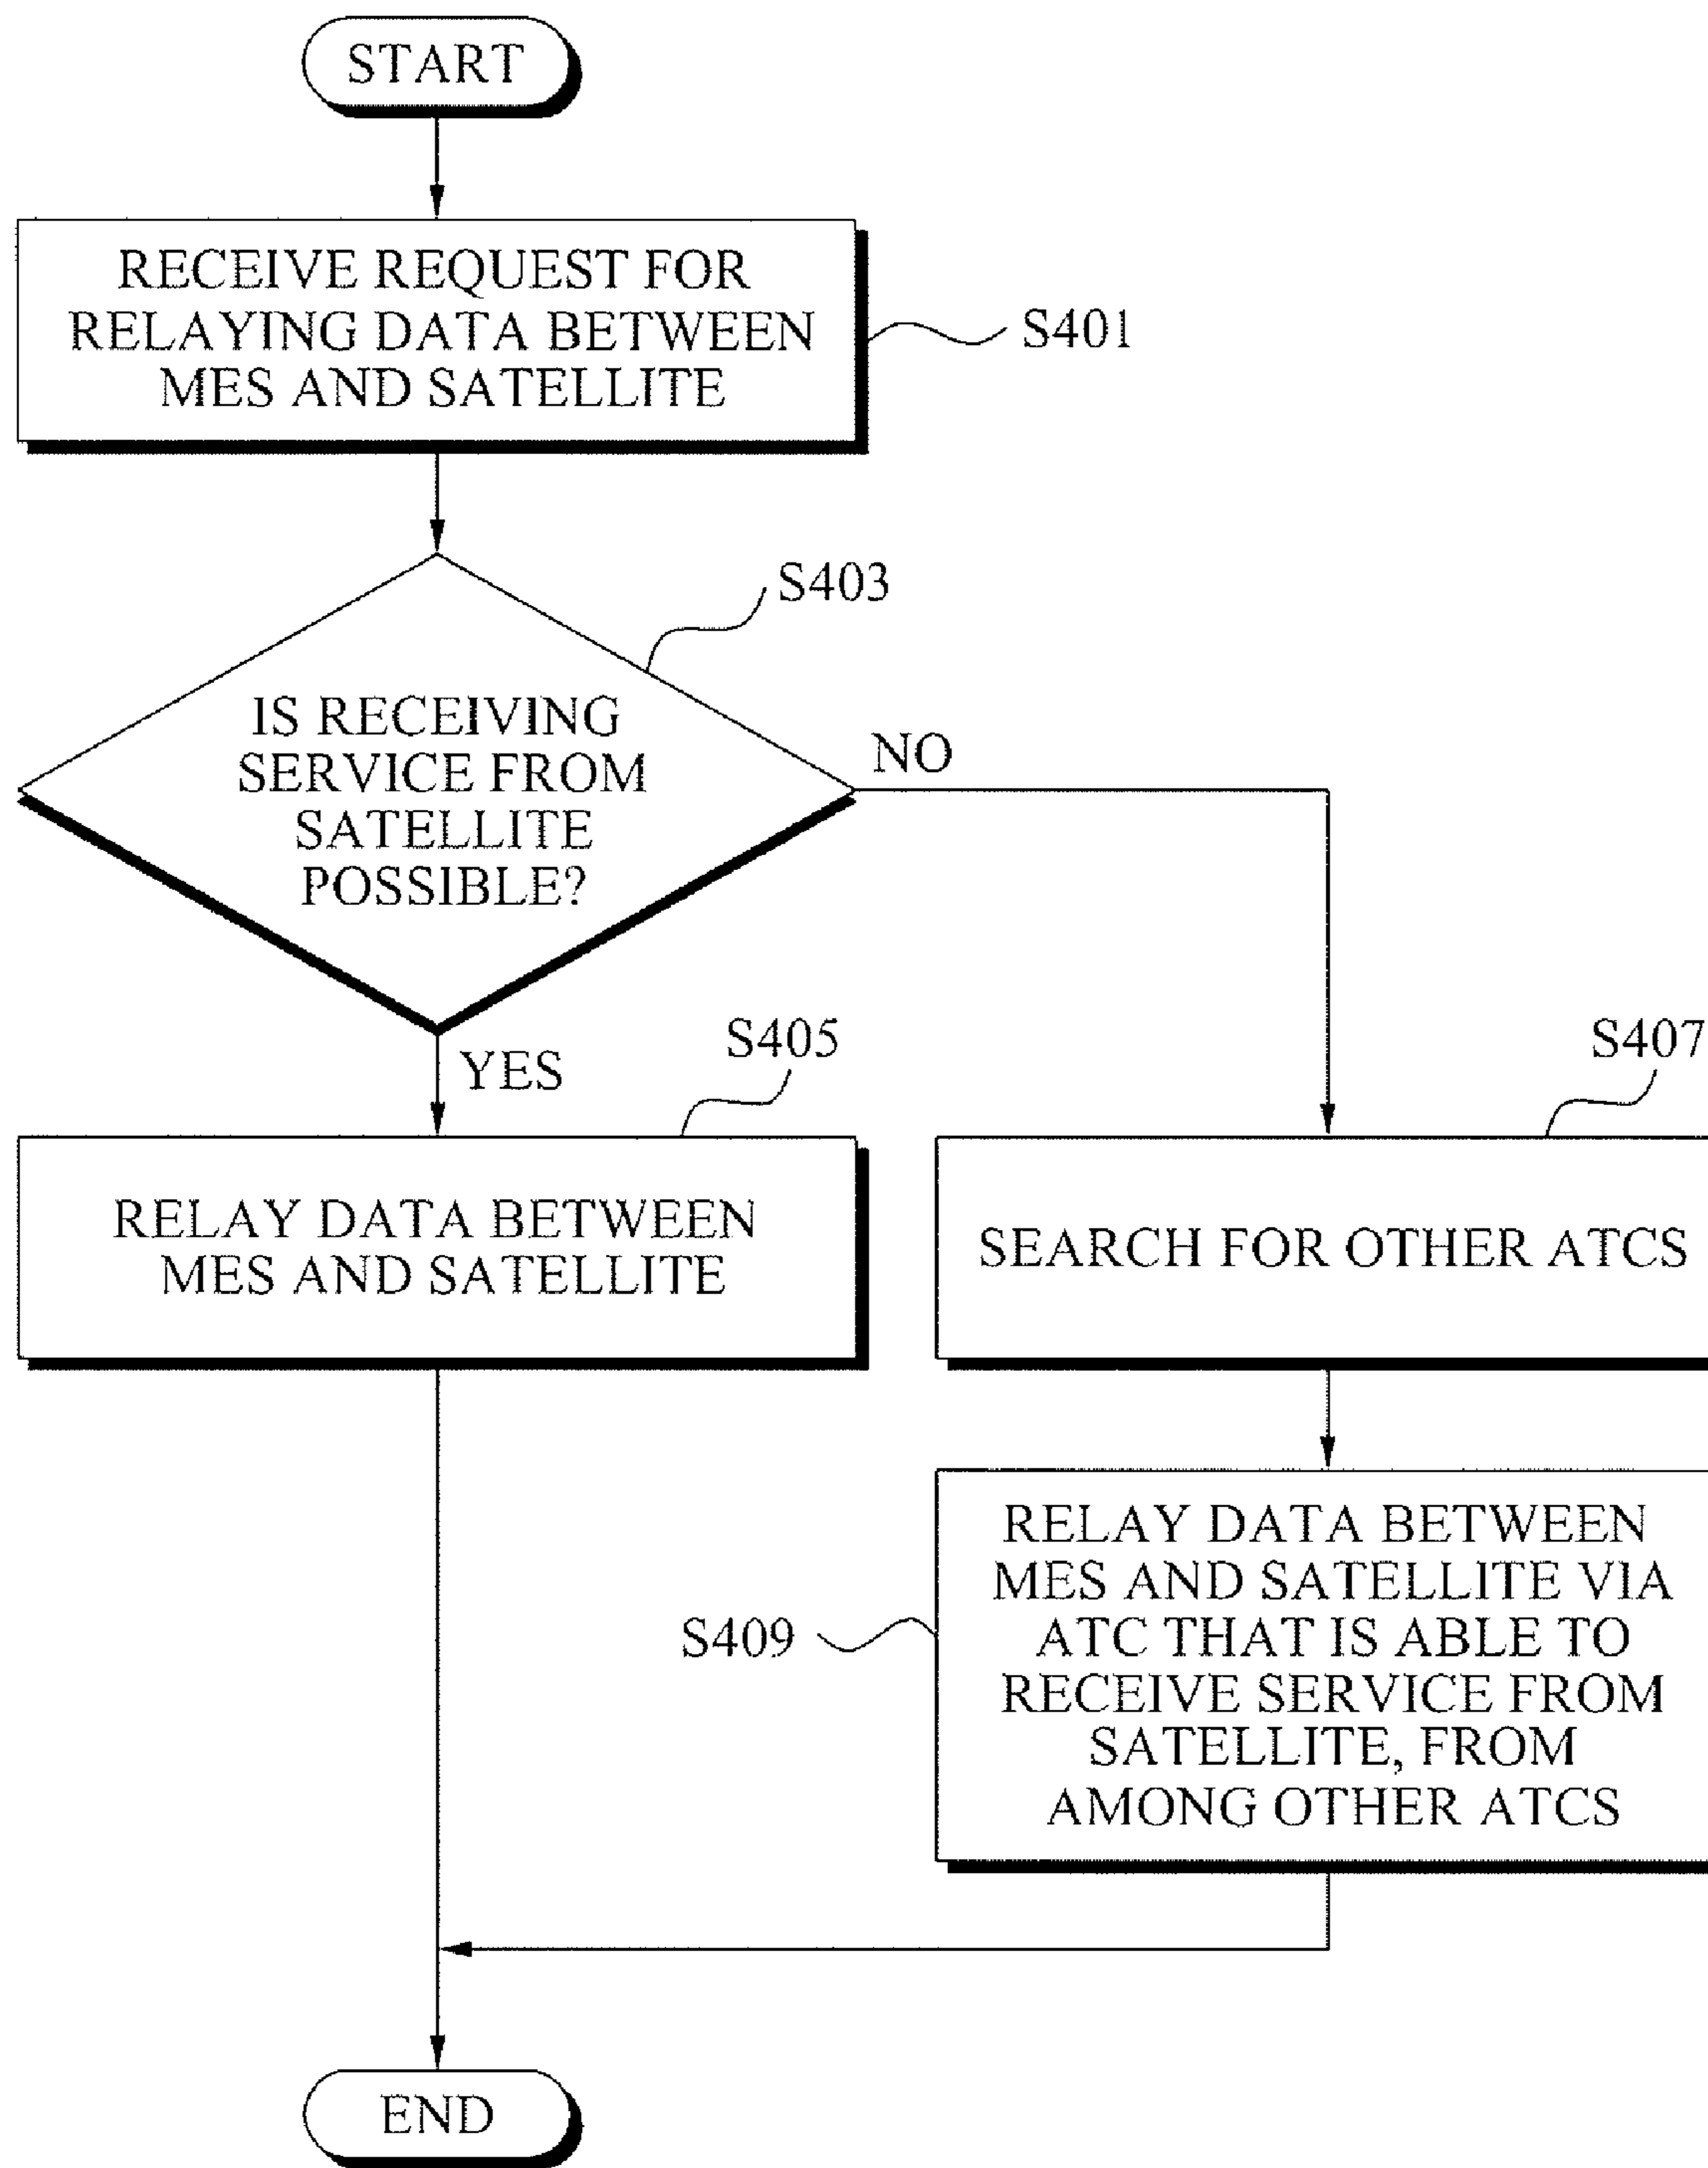 START
RECEIVE REQUEST FOR
RELAYING DATA BETWEEN
MES AND SATELLITE
S401
S403
IS RECEIVING
SERVICE FROM
SATELLITE
POSSIBLE?
NO
YES
S405
RELAY DATA BETWEEN
MES AND SATELLITE
S407
SEARCH FOR OTHER ATCS
RELAY DATA BETWEEN
MES AND SATELLITE VIA
ATC THAT IS ABLE TO
RECEIVE SERVICE FROM
SATELLITE, FROM
AMONG OTHER ATCS
S409
END